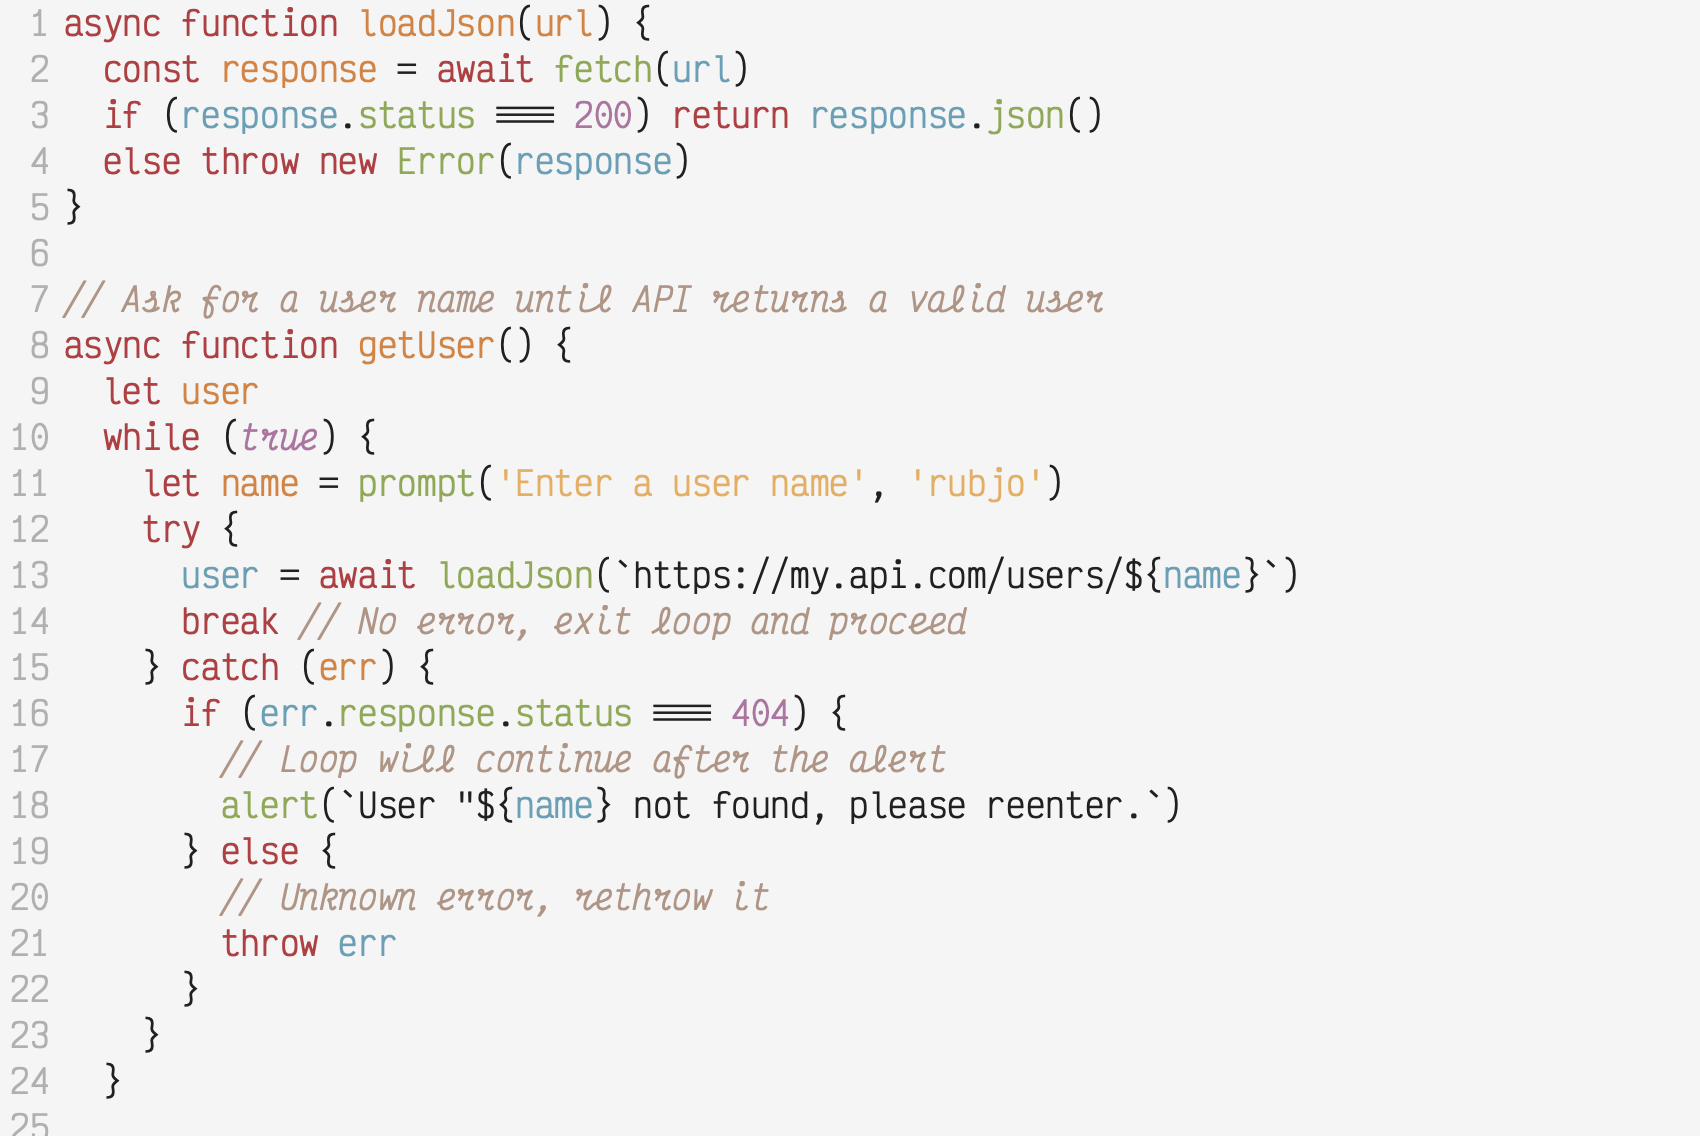 1 async function loadJson(url) {
2   const response = await fetch(url)
3   if (response.status === 200) return response.json()
4   else throw new Error(response)
5 }
6
7 // Ask for a user name until API returns a valid user
8 async function getUser() {
9   let user
10   while (true) {
11     let name = prompt('Enter a user name', 'rubjo')
12     try {
13       user = await loadJson(`https://my.api.com/users/${name}`)
14       break // No error, exit loop and proceed
15     } catch (err) {
16       if (err.response.status === 404) {
17         // Loop will continue after the alert
18         alert(`User "${name} not found, please reenter.`)
19       } else {
20         // Unknown error, rethrow it
21         throw err
22       }
23     }
24   }
25